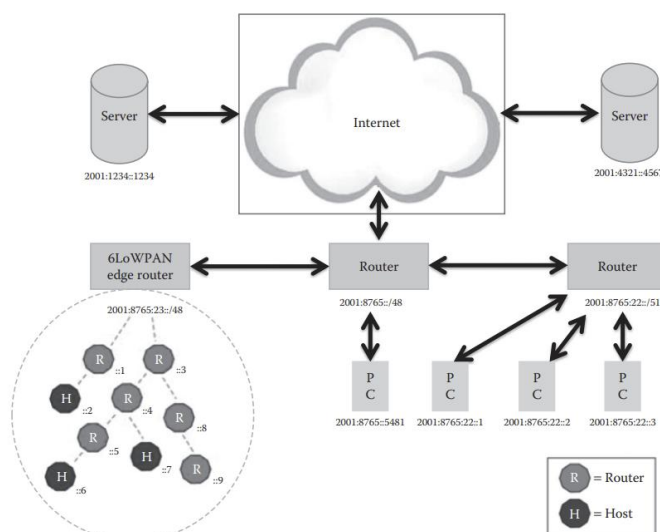 Server
Internet
Server
2001:1234::1234
2001:4321::4567
6LoWPAN
edge router
Router
Router
2001:8765:23::/48
2001:8765::/48
2001:8765:22::/51
R
::1
R
::3
H
::2
R
::4
R
::8
R
::5
H
::7
H
::6
R
::9
P
C
P
C
P
C
P
C
2001:8765::5481
2001:8765:22::1
2001:8765:22::2
2001:8765:22::3
R = Router
H = Host